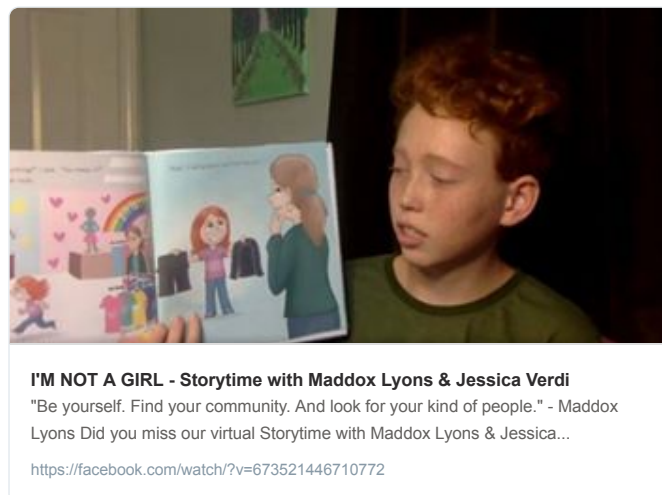 I'M NOT A GIRL - Storytime with Maddox Lyons & Jessica Verdi
"Be yourself. Find your community. And look for your kind of people." - Maddox
Lyons Did you miss our virtual Storytime with Maddox Lyons & Jessica...
https://facebook.com/watch/?v=673521446710772